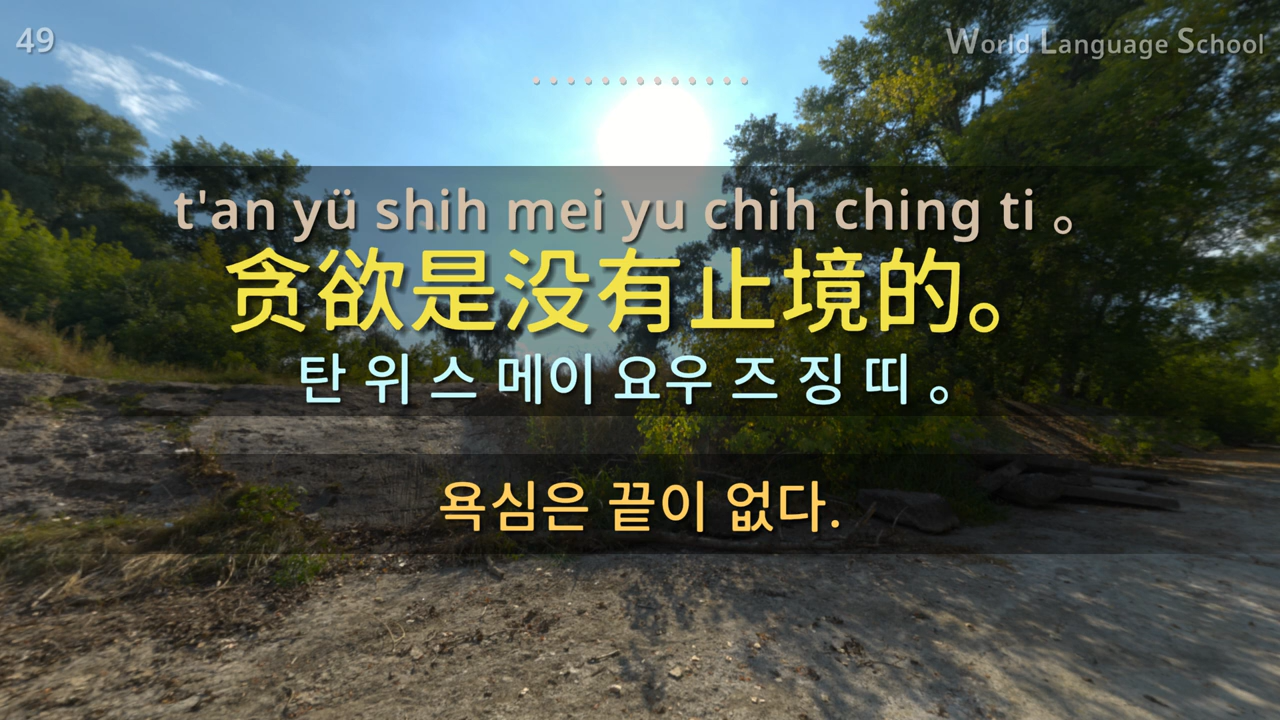 49
World Language School
t'an yü shih mei yu chih ching ti 。
贪欲是没有止境的。
탄 위 스 메이 요우 즈 징 띠 。
욕심은 끝이 없다.